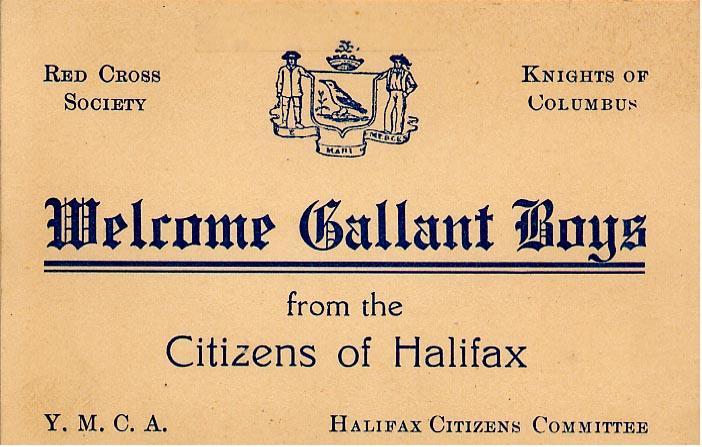 Red Cross Society
Knights of Columbus
E MARI MERCES
Welcome Gallant Boys
from the
Citizens of Halifax
Y. M. C. A.
Halifax Citizens Committee